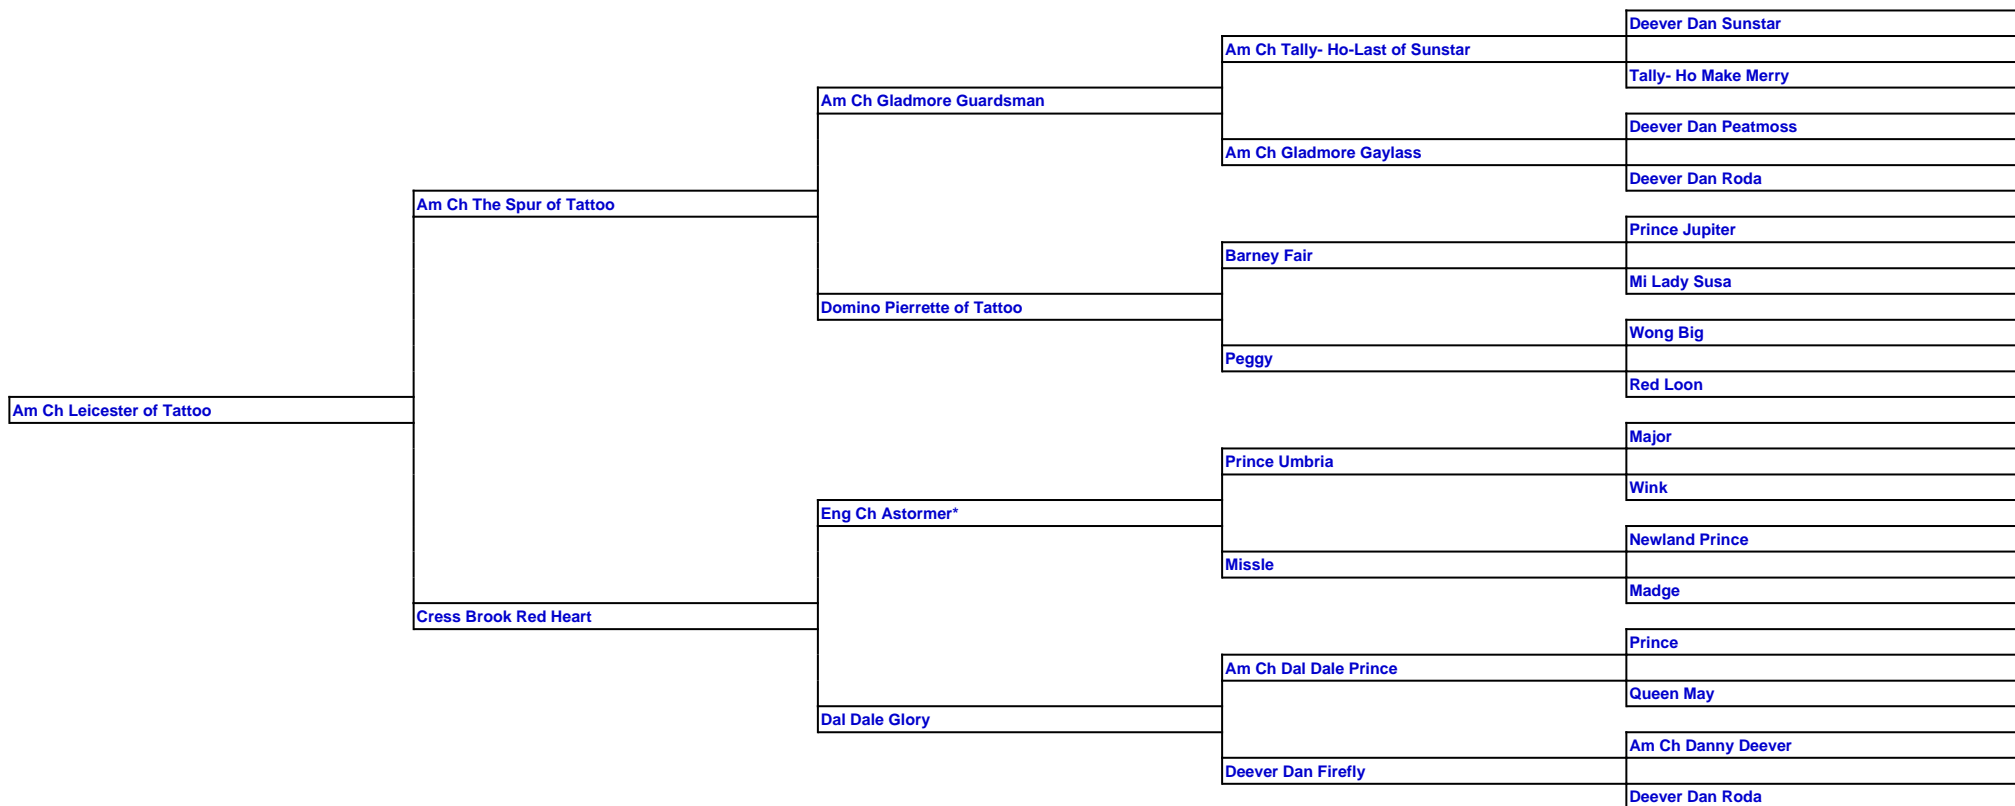 Deever Dan Sunstar
Am Ch Tally- Ho-Last of Sunstar
Tally- Ho Make Merry
Am Ch Gladmore Guardsman
Deever Dan Peatmoss
Am Ch Gladmore Gaylass
Deever Dan Roda
Am Ch The Spur of Tattoo
Prince Jupiter
Barney Fair
Mi Lady Susa
Domino Pierrette of Tattoo
Wong Big
Peggy
Red Loon
Am Ch Leicester of Tattoo
Major
Prince Umbria
Wink
Eng Ch Astormer*
Newland Prince
Missle
Madge
Cress Brook Red Heart
Prince
Am Ch Dal Dale Prince
Queen May
Dal Dale Glory
Am Ch Danny Deever
Deever Dan Firefly
Deever Dan Roda